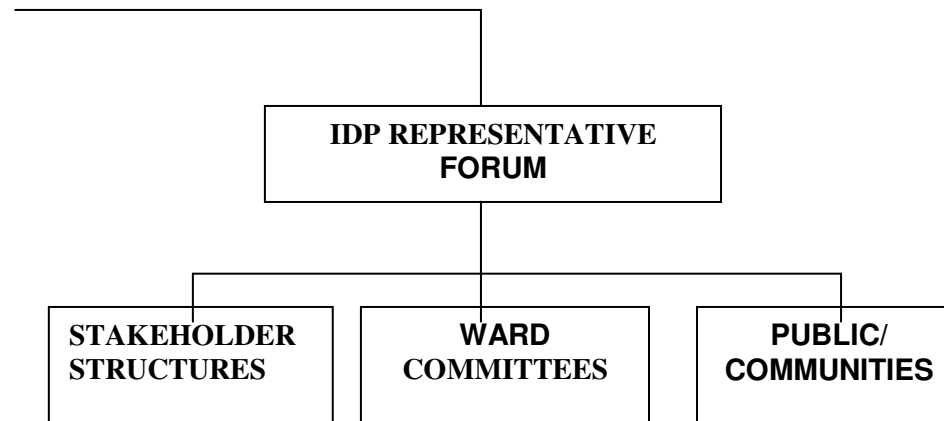 IDP REPRESENTATIVE
FORUM
STAKEHOLDER
STRUCTURES
WARD
COMMITTEES
PUBLIC/
COMMUNITIES